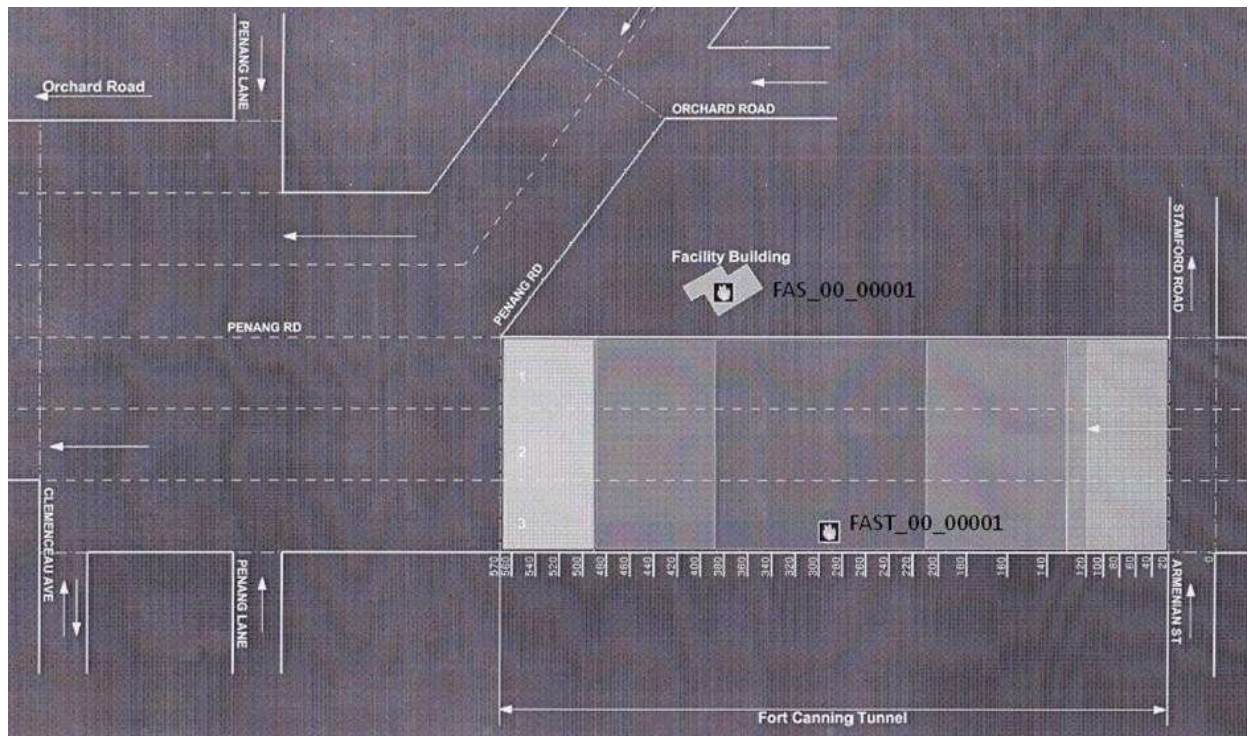 PENANG LANE
Orchard Road
ORCHARD ROAD
STAMFORD ROAD
Facility Building
FAS_00_00001
PENANG RD
PENANG RD
1
2
3
FAST_00_00001
CLEMENCEAU AVE
PENANG LANE
570 560 540 520 500 480 460 440 420 400 380 360 340 320 300 280 260 240 220 200 180 160 140 120 100 80 60 40 20 0
ARMENIAN ST
Fort Canning Tunnel